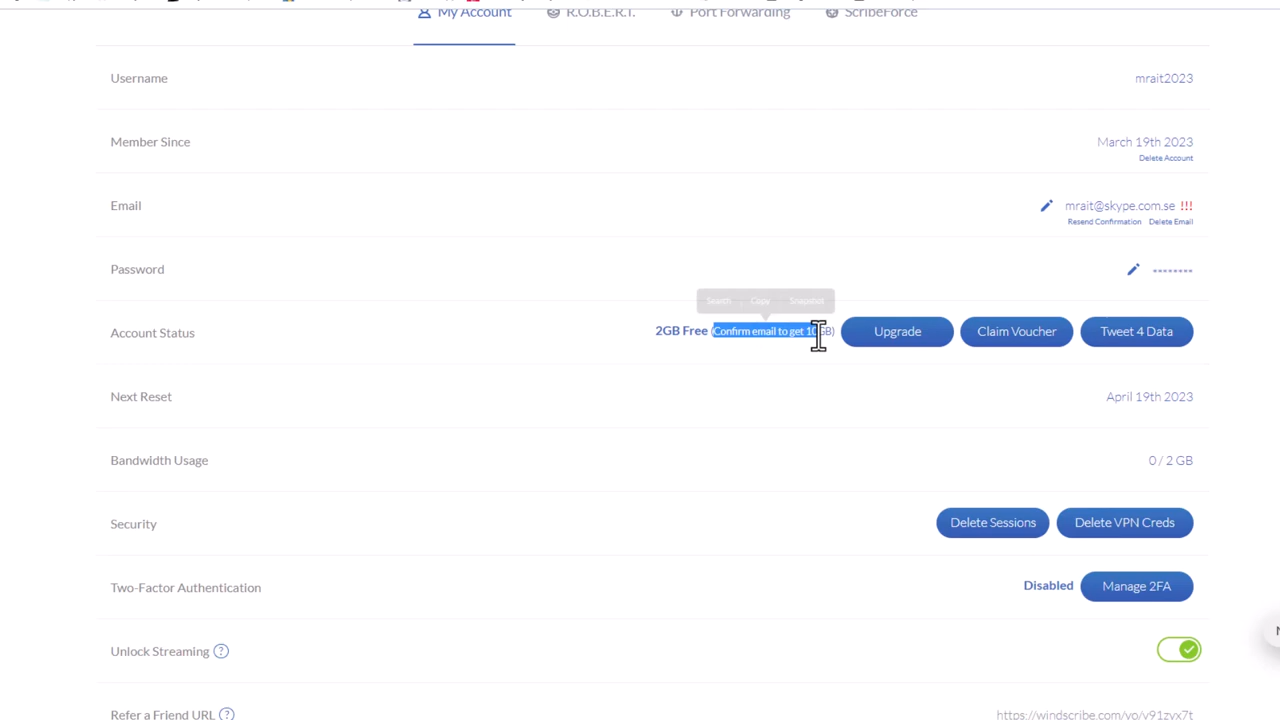 My Account R.O.B.E.R.T. Port Forwarding ScribeForce
Username mrait2023
Member Since March 19th 2023
Delete Account
Email mrait@skype.com.se !!!
Resend Confirmation Delete Email
Password ********
Search Copy Snapshot
Account Status 2GB Free (Confirm email to get 10GB) Upgrade Claim Voucher Tweet 4 Data
Next Reset April 19th 2023
Bandwidth Usage 0 / 2 GB
Security Delete Sessions Delete VPN Creds
Two-Factor Authentication Disabled Manage 2FA
Unlock Streaming ?
Refer a Friend URL ? https://windscribe.com/yo/y91zvx7t